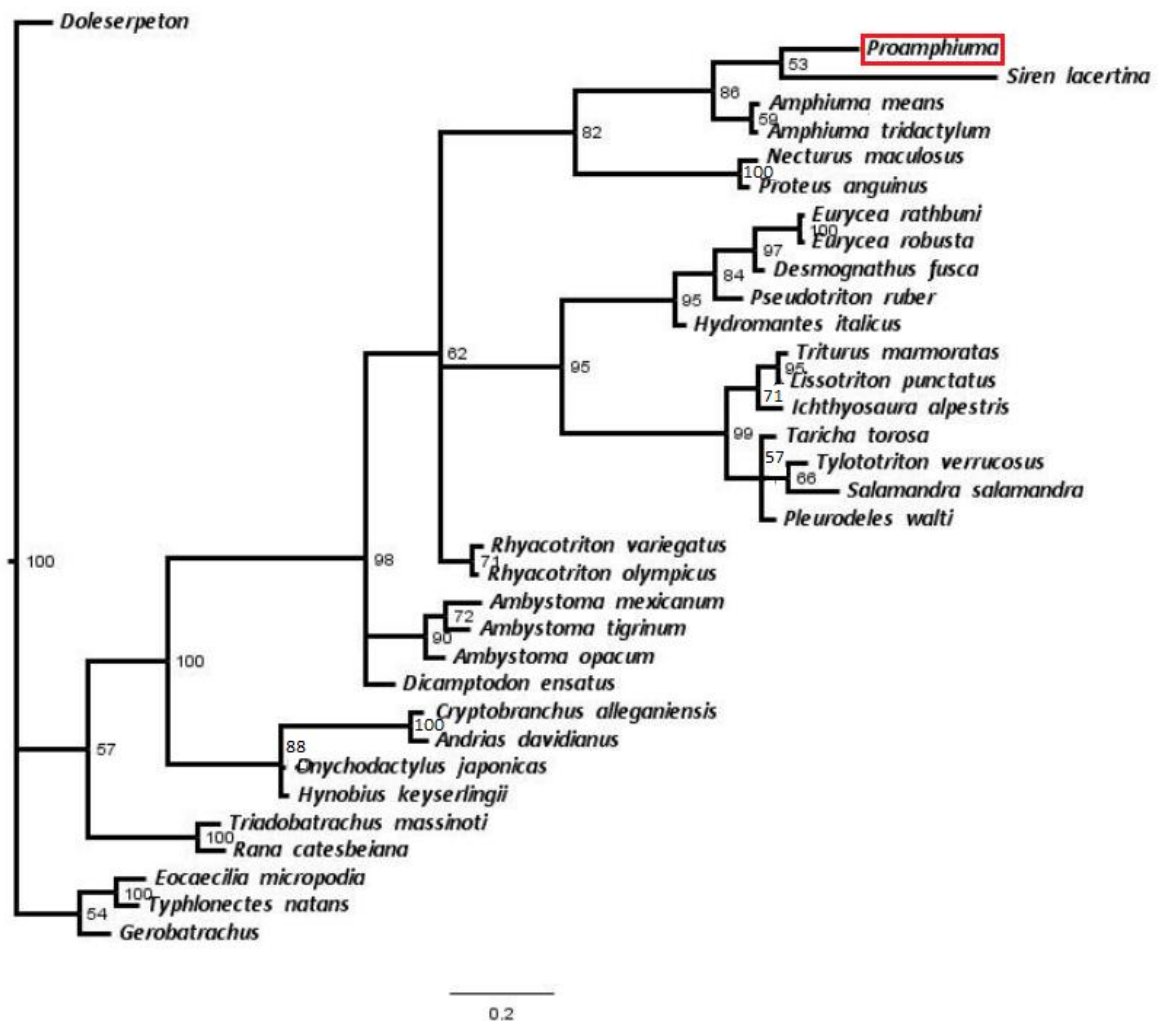 Doleserpeton
Proamphiuma
53
Siren lacertina
86
Amphiuma means
59
Amphiuma tridactylum
82
Necturus maculosus
100
Proteus anguinus
Eurycea rathbuni
100
Eurycea robusta
97
Desmognathus fusca
84
Pseudotriton ruber
95
Hydromantes italicus
62
95
Triturus marmoratas
95
Lissotriton punctatus
71
Ichthyosaura alpestris
99
Taricha torosa
57
Tylototriton verrucosus
66
Salamandra salamandra
Pleurodeles walti
Rhyacotriton variegatus
71
Rhyacotriton olympicus
98
100
Ambystoma mexicanum
72
Ambystoma tigrinum
90
Ambystoma opacum
100
Dicamptodon ensatus
Cryptobranchus alleganiensis
100
Andrias davidianus
88
57
Onychodactylus japonicas
Hynobius keyserlingii
Triadobatrachus massinoti
100
Rana catesbeiana
Eocaecilia micropodia
100
Typhlonectes natans
54
Gerobatrachus
0.2